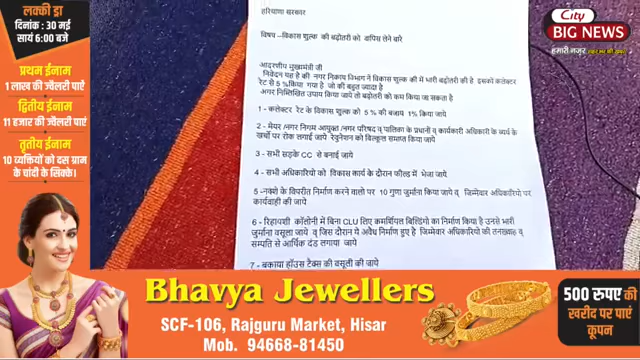 लक्की ड्रा
दिनांक : 30 मई
सायं 6:00 बजे
प्रथम ईनाम
1 लाख की ज्वैलरी पाएँ
द्वितीय ईनाम
11 हजार की ज्वैलरी पाएं
तृतीय ईनाम
10 व्यक्तियों को दस ग्राम
के चांदी के सिक्के।
हरियाणा सरकार
विषय –विकास शुल्क की बढ़ोतरी को वापिस लेने बारे
आदरणीय मुख्यमंत्री जी
निवेदन यह है की नगर निकाय विभाग ने विकास शुल्क की में भारी बढ़ोतरी की हे इसको कलेक्टर
रेट से 5 %किया गया है जो की बहुत ज्यादा है
अगर निम्लिखित उपाय किया जाये तो बढ़ोतरी को कम किया जा सकता है
1 - कलेक्टर रेट के विकास शुल्क को 5 % की बजाय 1% किया जाये
2 - मेयर /नगर निगम आयुक्त /नगर परिषद व् पालिका के प्रधानो व् कार्यकारी अधिकारी के व्यर्थ के
खर्चो पर रोक लगाई जाये रेवुनेशन को बिल्कुल समाप्त किया जाये
3 - सभी सड़के CC से बनाई जाये
4 - सभी अधिकारियो को विकास कार्य के दौरान फील्ड में भेजा जाये
5 -नक्शे के विपरीत निर्माण करने वालो पर 10 गुणा जुर्माना किया जाये व् जिम्मेवार अधिकारियो पर
कार्यवाही की जाये
6 - रिहायशी कॉलोनी में बिना CLU लिए कमर्शियल बिल्डिंगो का निर्माण किया है उनसे भारी
जुर्माना वसूला जाये व् जिस दौरान ये अवैध निर्माण हुए है जिम्मेवार अधिकारियो की तनख्वाह व्
सम्पति से आर्थिक दंड लगाया जाये
7 - बकाया हॉउस टैक्स की वसूली की जाये
City
BIG NEWS
हमारी नजर
Bhavya Jewellers
SCF-106, Rajguru Market, Hisar
Mob. 94668-81450
500 रुपए की
खरीद पर पाएं
कूपन